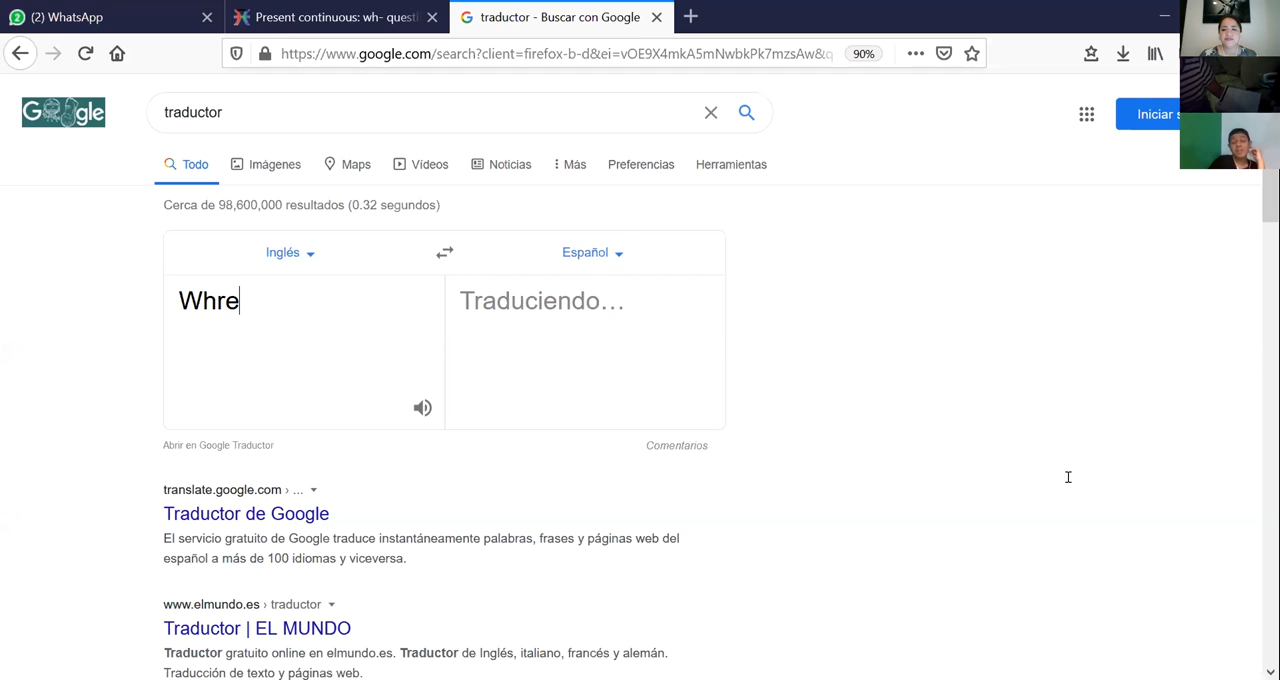 (2) WhatsApp
Present continuous: wh- questi
traductor - Buscar con Google
https://www.google.com/search?client=firefox-b-d&ei=vOE9X4mkA5mNwbkPk7mzsAw&q
90%
Google
traductor
Iniciar s
Todo
Imágenes
Maps
Vídeos
Noticias
Más
Preferencias
Herramientas
Cerca de 98,600,000 resultados (0.32 segundos)
Inglés
Español
Whre
Traduciendo…
Abrir en Google Traductor
Comentarios
translate.google.com › ...
Traductor de Google
El servicio gratuito de Google traduce instantáneamente palabras, frases y páginas web del
español a más de 100 idiomas y viceversa.
www.elmundo.es › traductor
Traductor | EL MUNDO
Traductor gratuito online en elmundo.es. Traductor de Inglés, italiano, francés y alemán.
Traducción de texto y páginas web.